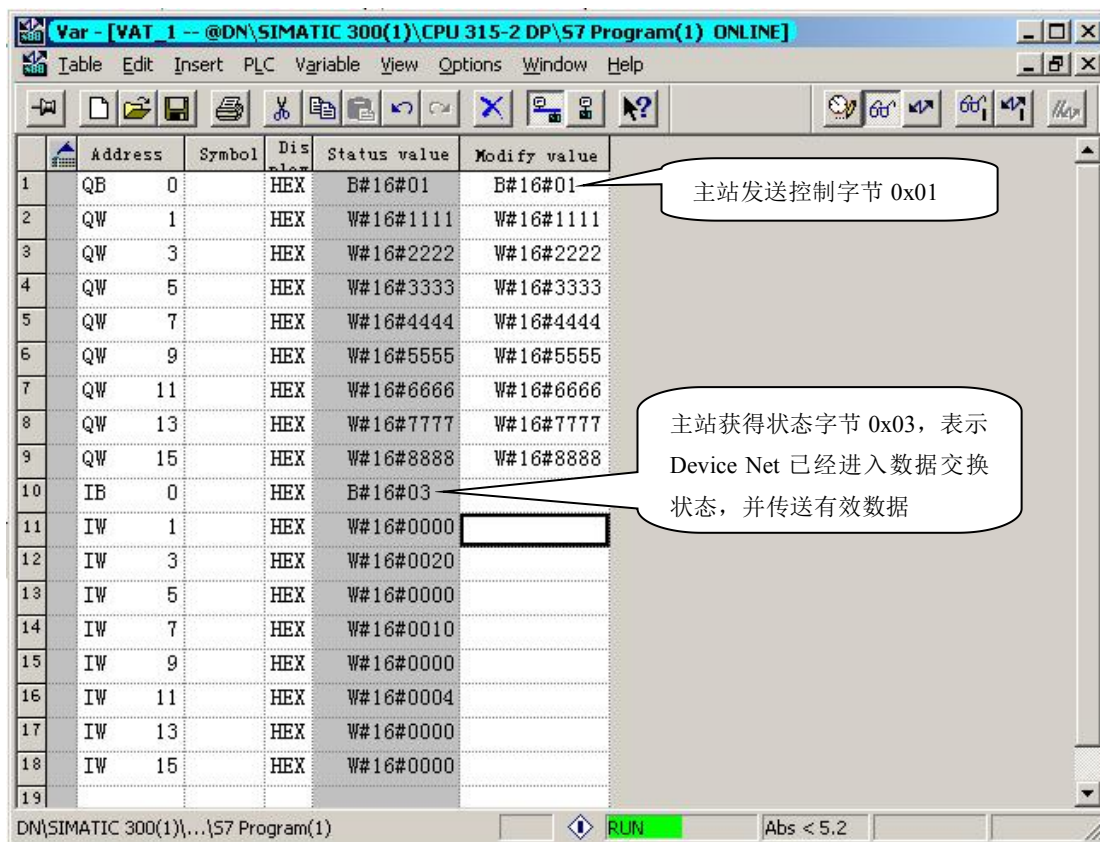 Var - [VAT_1 -- @DN\SIMATIC 300(1)\CPU 315-2 DP\S7 Program(1) ONLINE]
Table Edit Insert PLC Variable View Options Window Help
Address Symbol Display Status value Modify value
1 QB 0 HEX B#16#01 B#16#01
主站发送控制字节 0x01
2 QW 1 HEX W#16#1111 W#16#1111
3 QW 3 HEX W#16#2222 W#16#2222
4 QW 5 HEX W#16#3333 W#16#3333
5 QW 7 HEX W#16#4444 W#16#4444
6 QW 9 HEX W#16#5555 W#16#5555
7 QW 11 HEX W#16#6666 W#16#6666
8 QW 13 HEX W#16#7777 W#16#7777
9 QW 15 HEX W#16#8888 W#16#8888
主站获得状态字节 0x03，表示
Device Net 已经进入数据交换
状态，并传送有效数据
10 IB 0 HEX B#16#03
11 IW 1 HEX W#16#0000
12 IW 3 HEX W#16#0020
13 IW 5 HEX W#16#0000
14 IW 7 HEX W#16#0010
15 IW 9 HEX W#16#0000
16 IW 11 HEX W#16#0004
17 IW 13 HEX W#16#0000
18 IW 15 HEX W#16#0000
19
DN\SIMATIC 300(1)\...\S7 Program(1) RUN Abs < 5.2